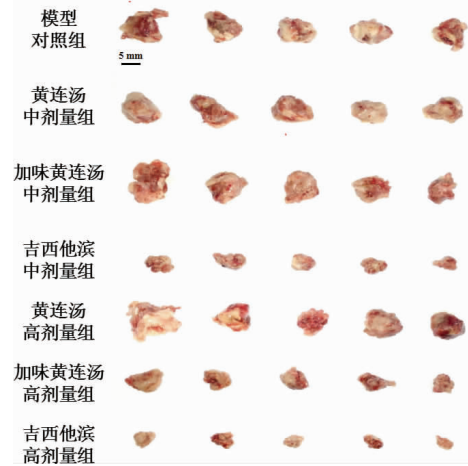 模型
对照组
5 mm
黄连汤
中剂量组
加味黄连汤
中剂量组
吉西他滨
中剂量组
黄连汤
高剂量组
加味黄连汤
高剂量组
吉西他滨
高剂量组